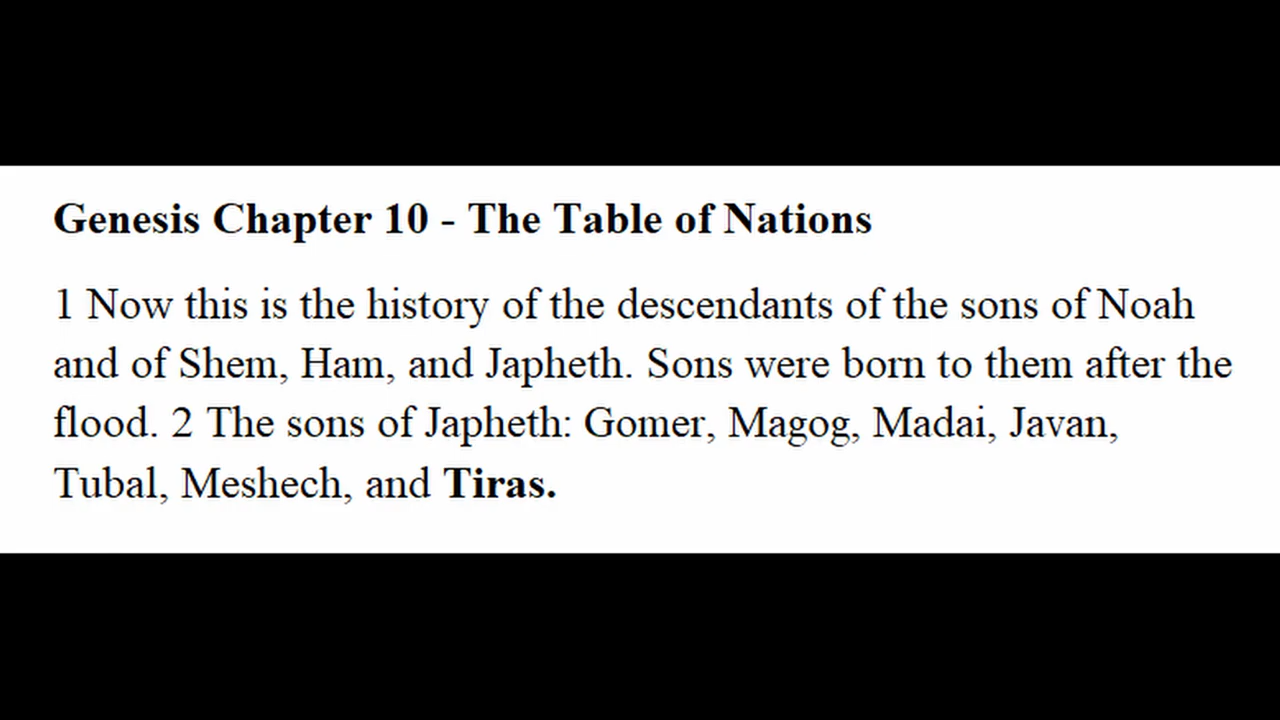 Genesis Chapter 10 - The Table of Nations
1 Now this is the history of the descendants of the sons of Noah
and of Shem, Ham, and Japheth. Sons were born to them after the
flood. 2 The sons of Japheth: Gomer, Magog, Madai, Javan,
Tubal, Meshech, and Tiras.